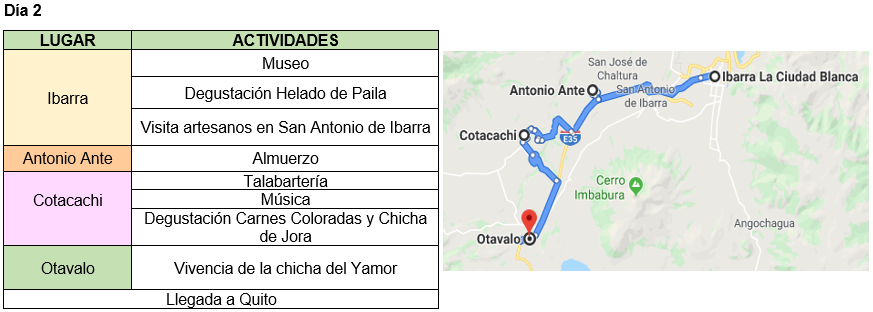 Día 2
LUGAR
ACTIVIDADES
Ibarra
Museo
Degustación Helado de Paila
Visita artesanos en San Antonio de Ibarra
Antonio Ante
Almuerzo
Cotacachi
Talabartería
Música
Degustación Carnes Coloradas y Chicha
de Jora
Otavalo
Vivencia de la chicha del Yamor
Llegada a Quito
San José de
Chaltura
Ibarra La Ciudad Blanca
Antonio Ante
San Antonio
de Ibarra
Cotacachi
E35
Cerro
Imbabura
Angochagua
Otavalo